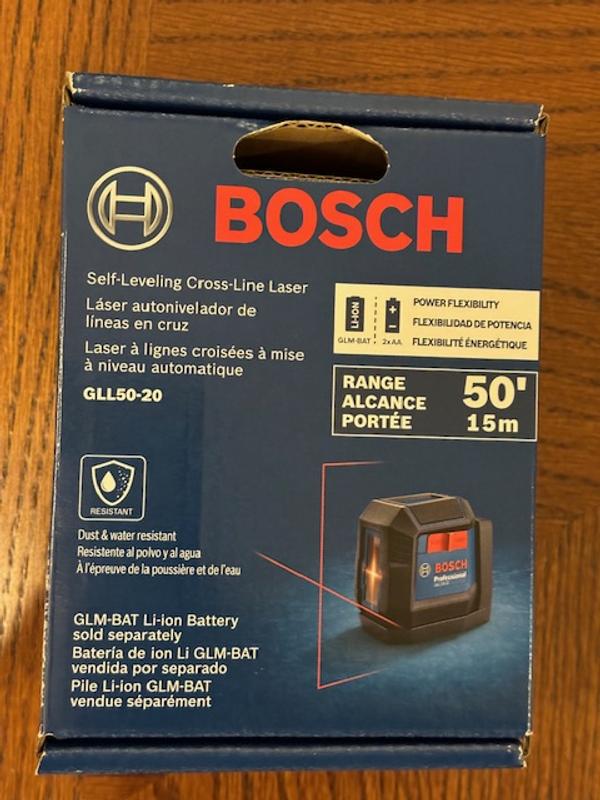 BOSCH
Self-Leveling Cross-Line Laser
Láser autonivelador de
líneas en cruz
Laser à lignes croisées à mise
à niveau automatique
GLL50-20
LI-ION
GLM-BAT
2xAA
POWER FLEXIBILITY
FLEXIBILIDAD DE POTENCIA
FLEXIBILITÉ ÉNERGÉTIQUE
RANGE
ALCANCE
PORTÉE
50'
15m
RESISTANT
Dust & water resistant
Resistente al polvo y al agua
À l'épreuve de la poussière et de l'eau
BOSCH
Professional
GLM-BAT Li-ion Battery
sold separately
Batería de ion Li GLM-BAT
vendida por separado
Pile Li-ion GLM-BAT
vendue séparément